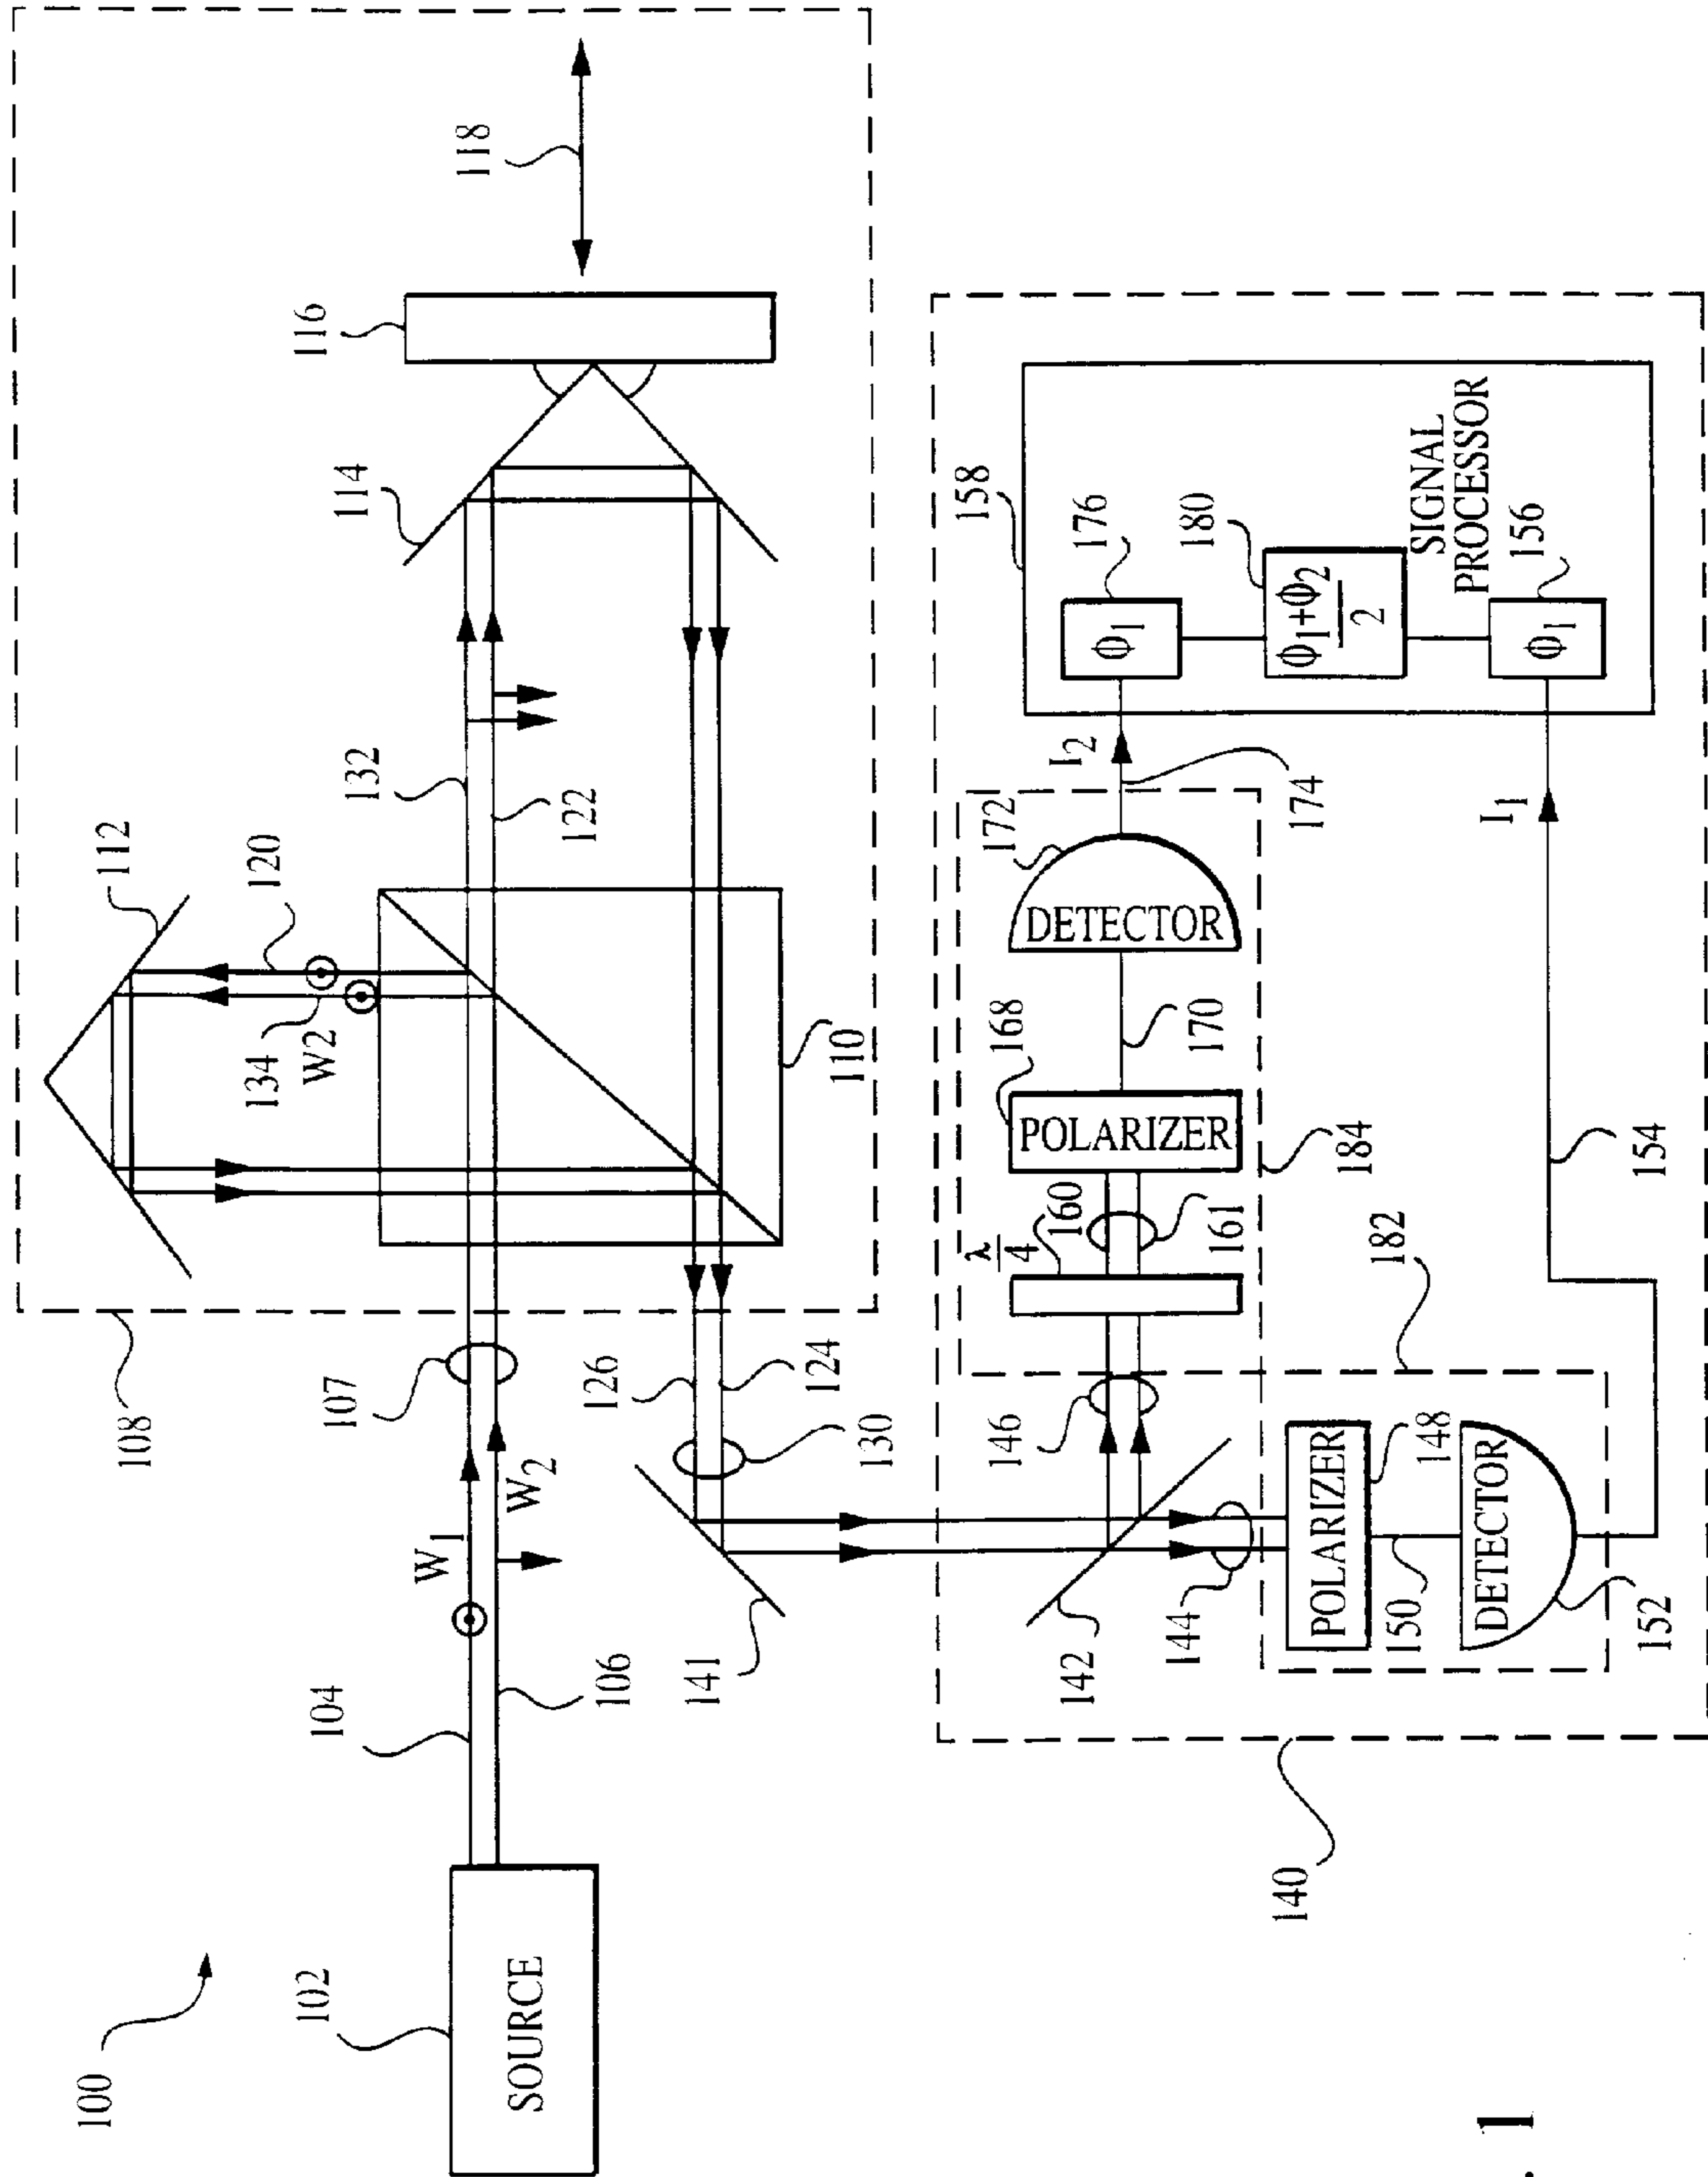 100
102
SOURCE
104
106
W1
W2
107
108
112
120
134
W2
132
122
110
114
116
118
126
124
130
141
142
144
146
λ/4
160
161
168
POLARIZER
170
172
DETECTOR
174
I2
184
182
148
POLARIZER
150
DETECTOR
152
154
I1
158
176
Φ1
180
Φ1+Φ2
2
SIGNAL
PROCESSOR
156
Φ1
140
. 1